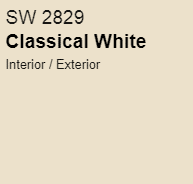 SW 2829
Classical White
Interior / Exterior